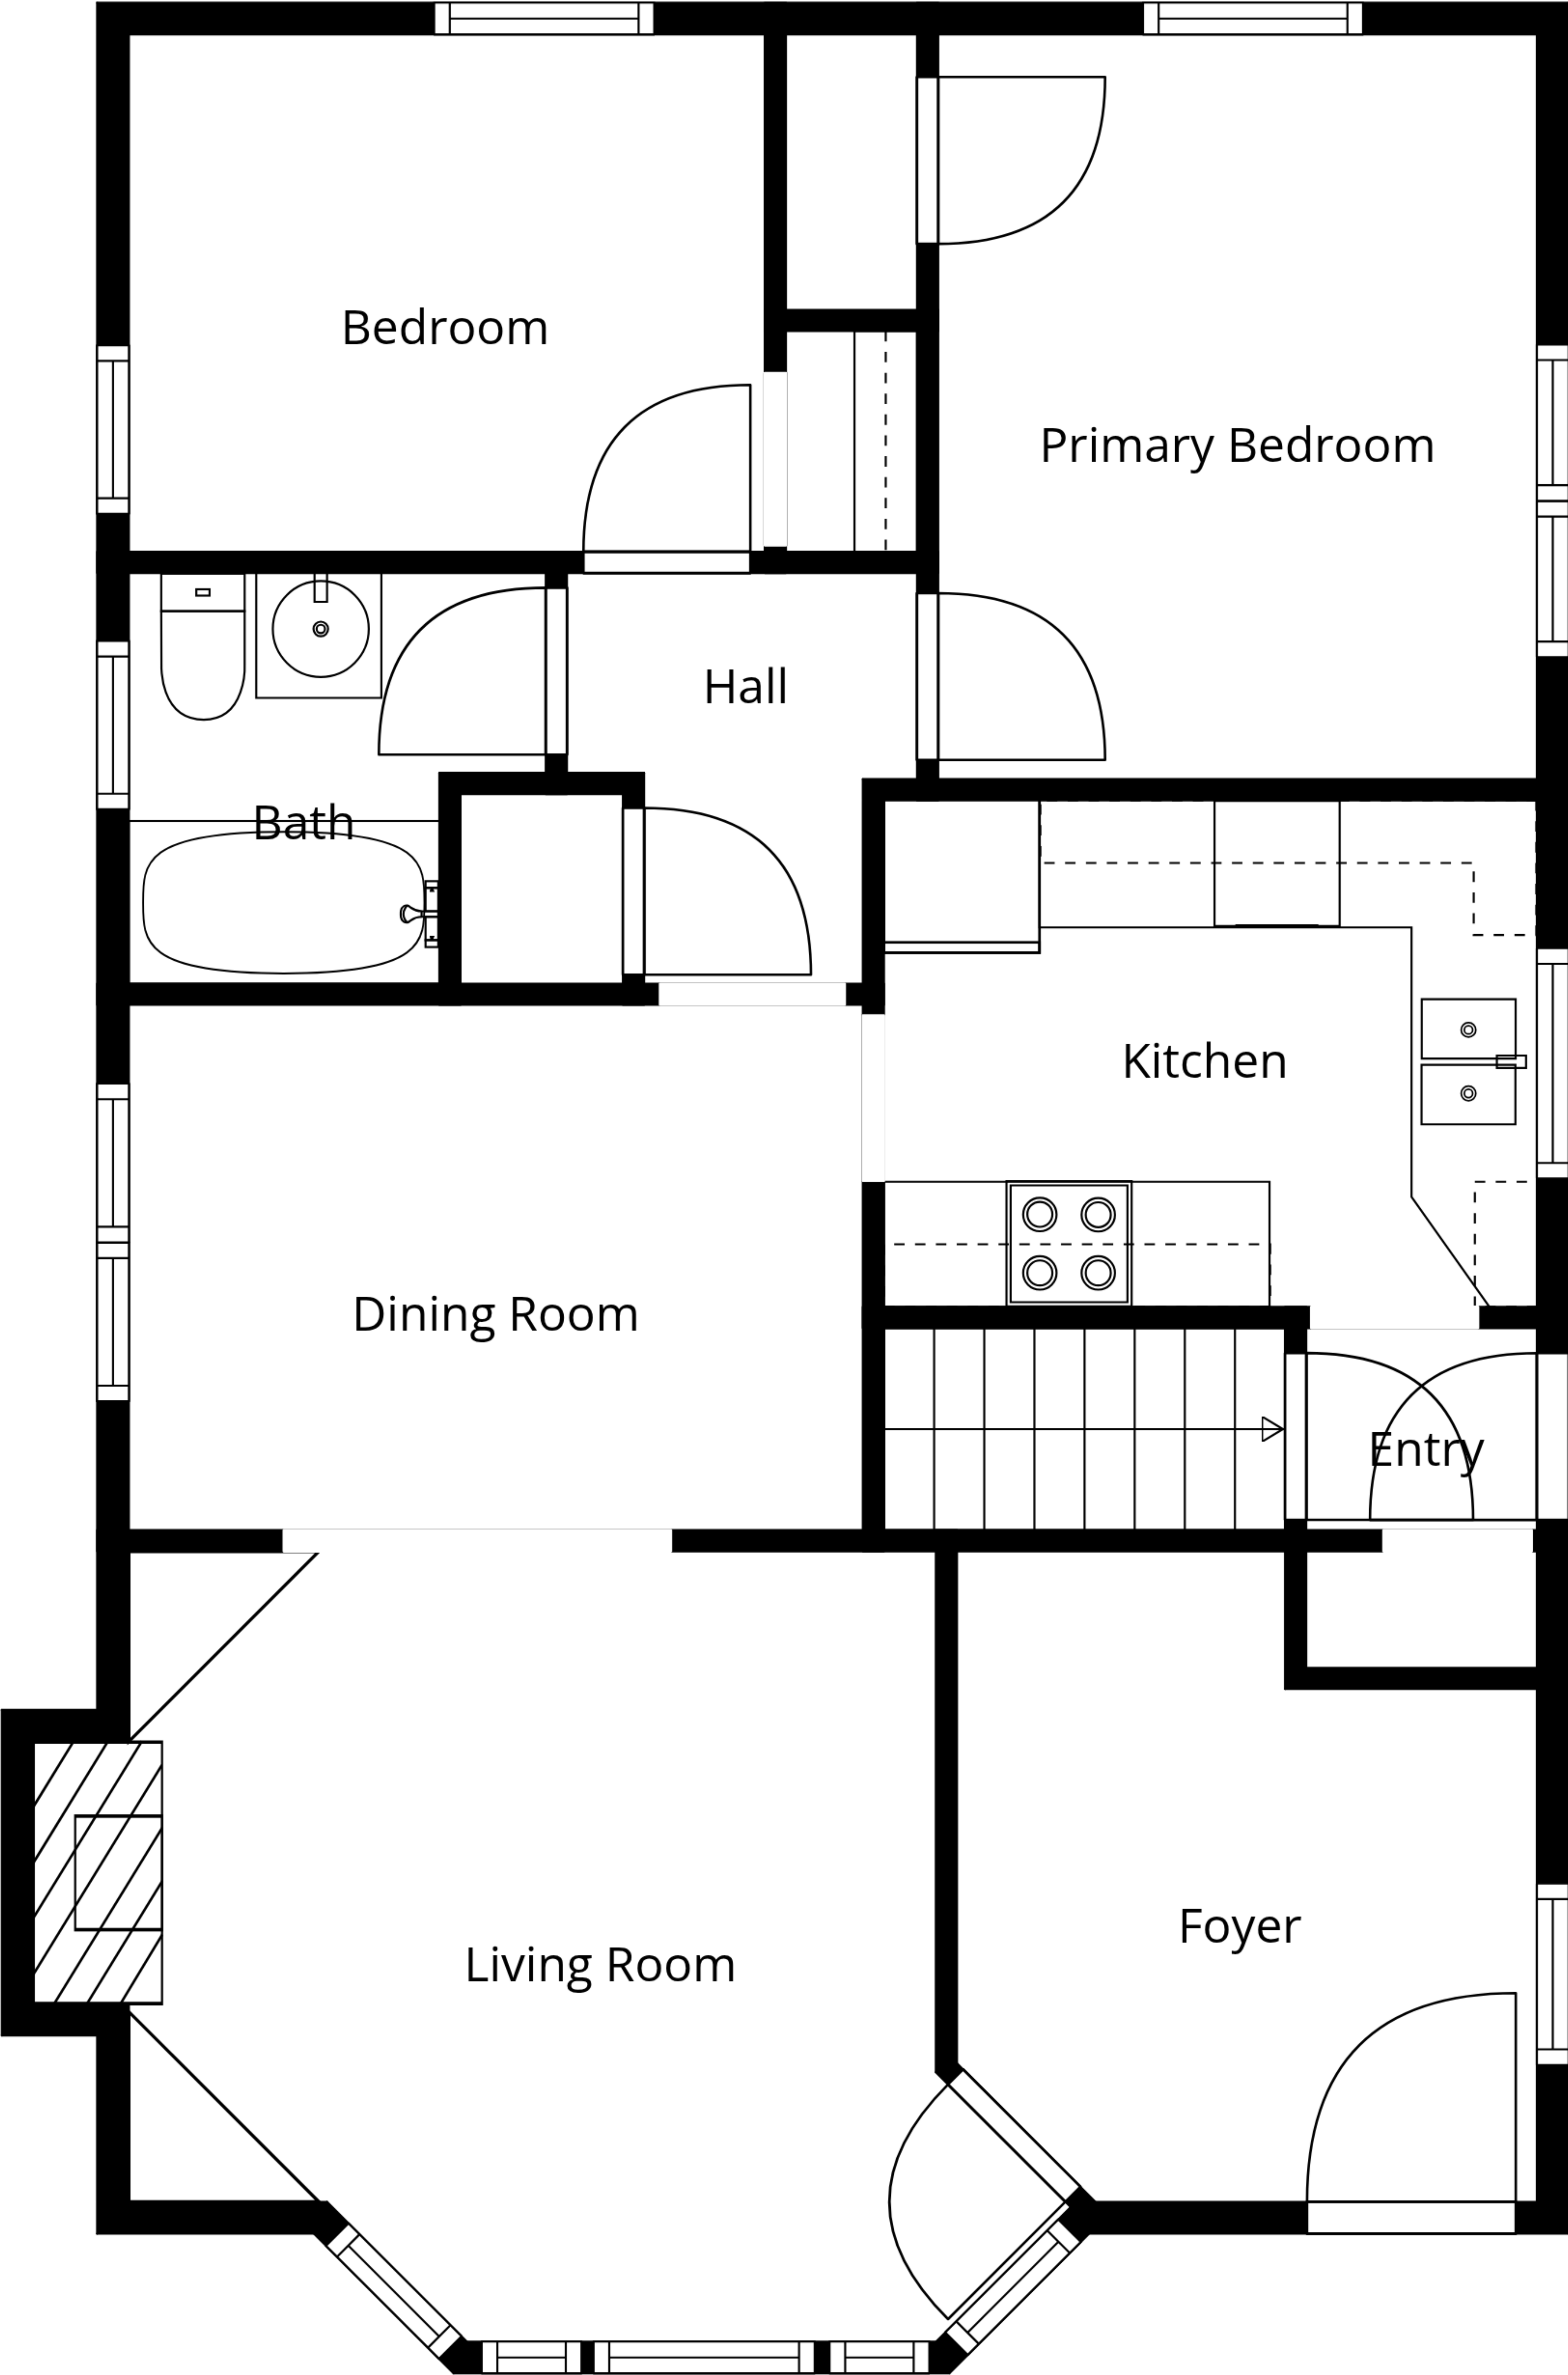 Bedroom
Primary Bedroom
Hall
Bath
Kitchen
Dining Room
Entry
Foyer
Living Room